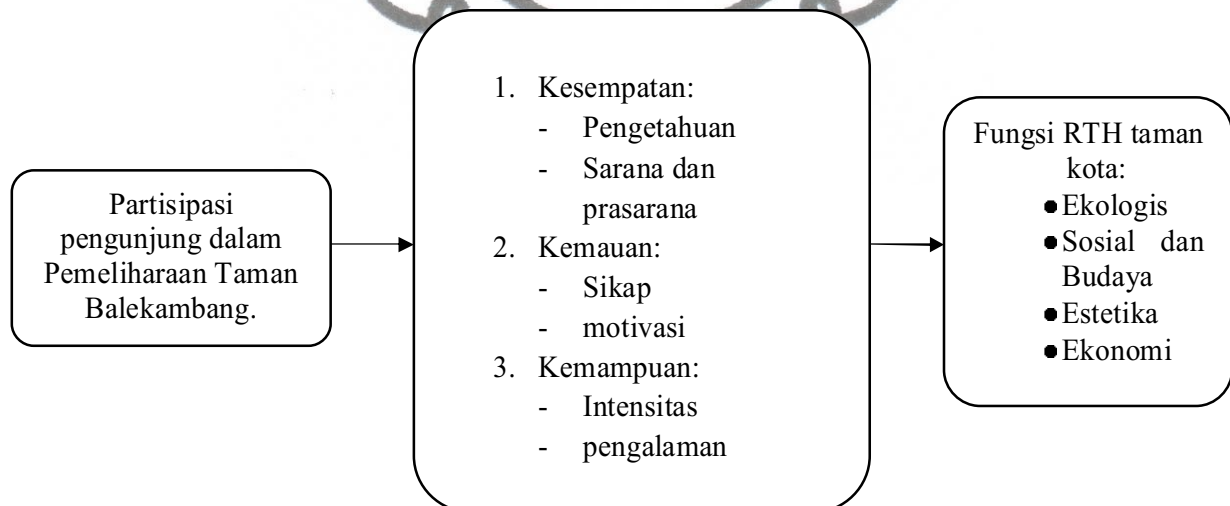 Partisipasi
pengunjung dalam
Pemeliharaan Taman
Balekambang.
1. Kesempatan:
- Pengetahuan
- Sarana dan
prasarana
2. Kemauan:
- Sikap
- motivasi
3. Kemampuan:
- Intensitas
- pengalaman
Fungsi RTH taman
kota:
● Ekologis
● Sosial dan
Budaya
● Estetika
● Ekonomi